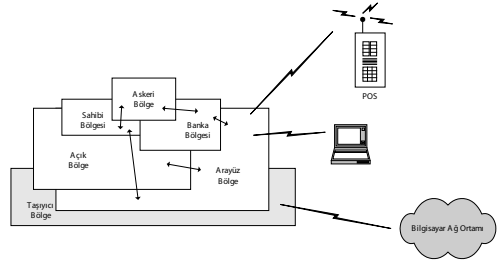 POS
Askeri
Bölge
Sahibi
Bölgesi
Banka
Bölgesi
Açık
Bölge
Arayüz
Bölge
Taşıyıcı
Bölge
Bilgisayar Ağ Ortamı